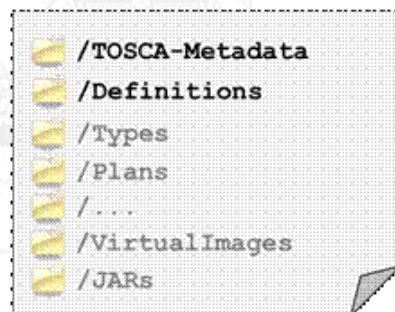 /TOSCA-Metadata
/Definitions
/Types
/Plans
/...
/VirtualImages
/JARs